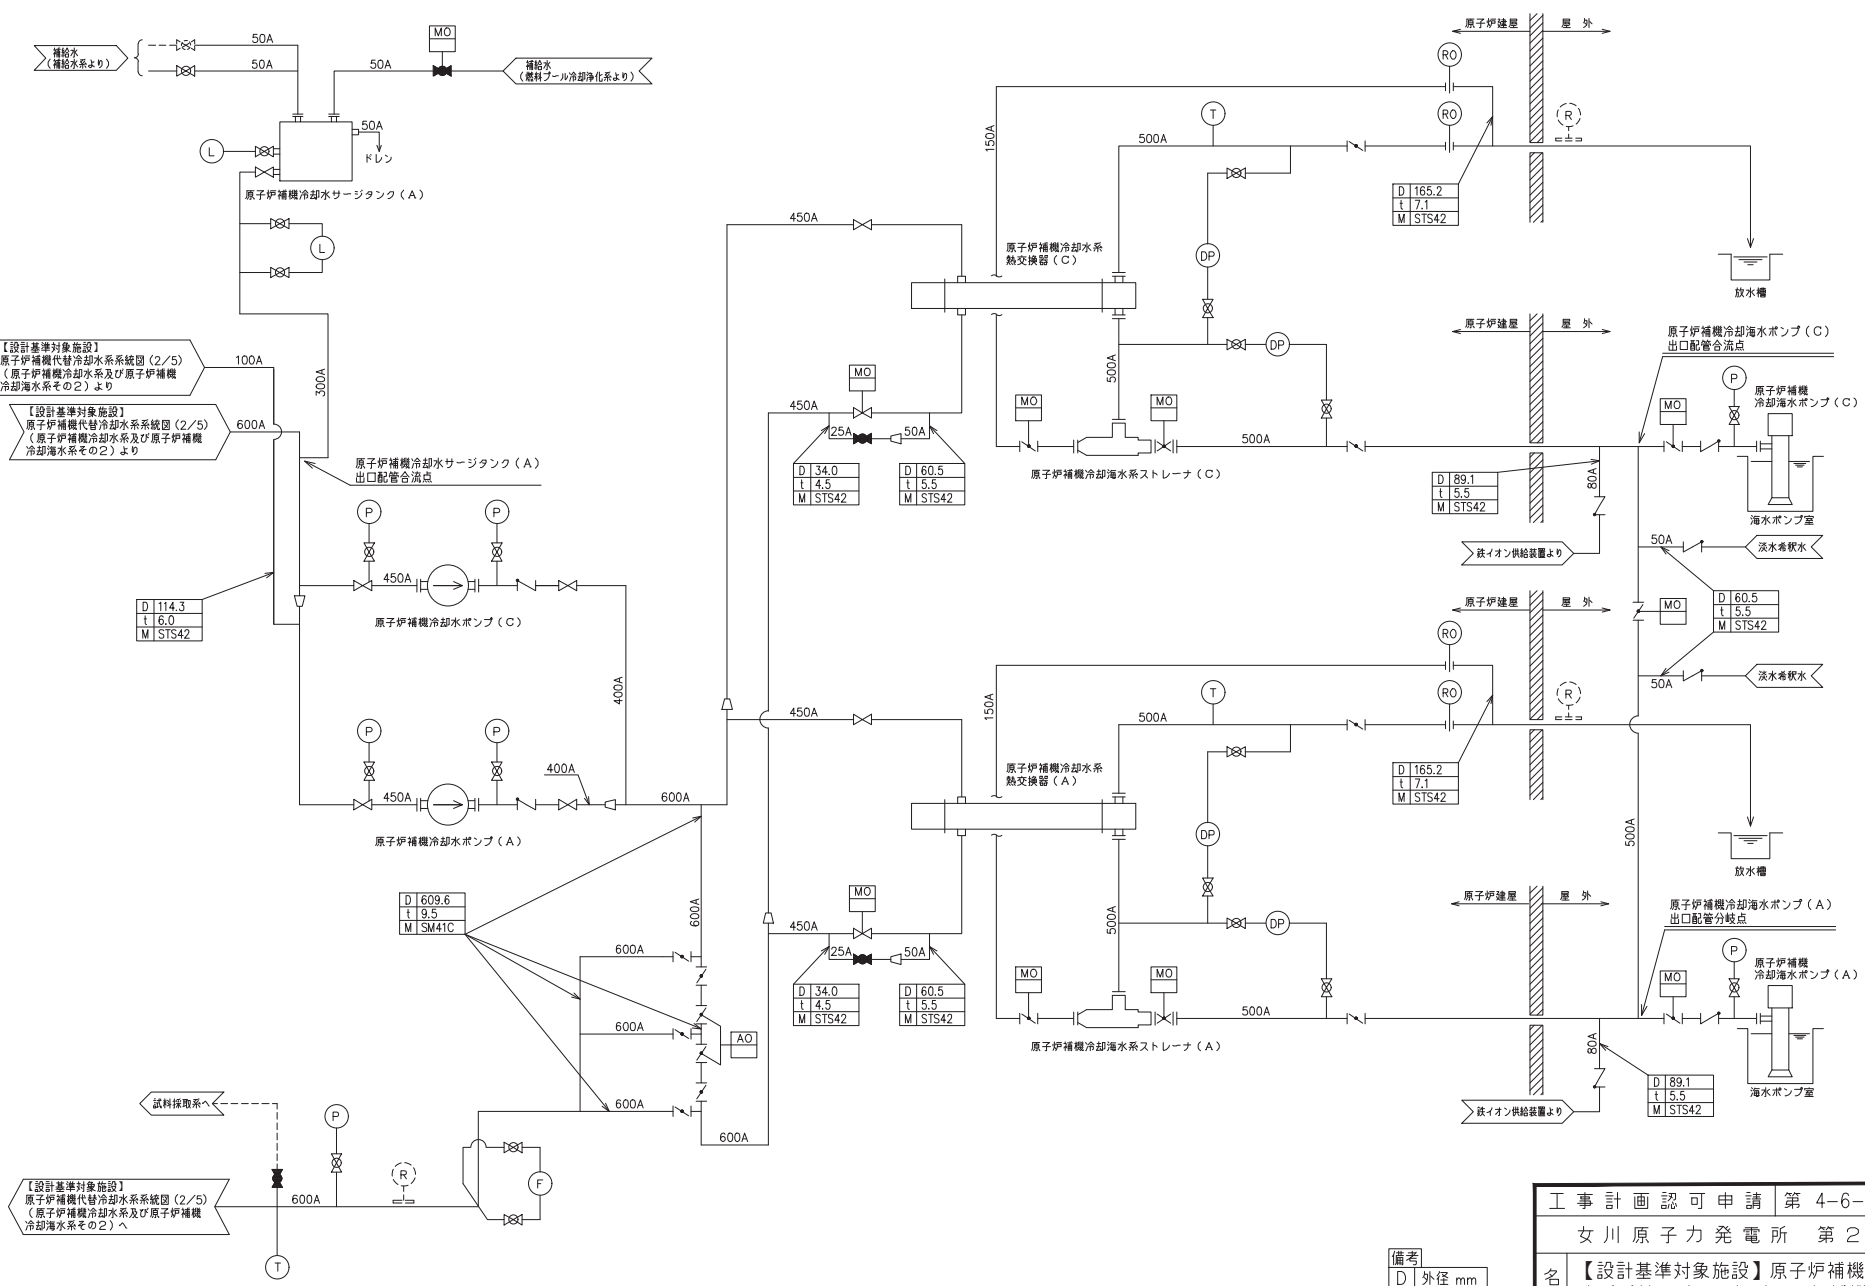 補給水
(補給水系より)
50A
50A
50A
MO
補給水
(燃料プール冷却浄化系より)
50A
ドレン
L
原子炉補機冷却水サージタンク(A)
L
300A
【設計基準対象施設】
原子炉補機代替冷却水系系統図(2/5)
(原子炉補機冷却水系及び原子炉補機
冷却海水系その2)より
100A
【設計基準対象施設】
原子炉補機代替冷却水系系統図(2/5)
(原子炉補機冷却水系及び原子炉補機
冷却海水系その2)より
600A
原子炉補機冷却水サージタンク(A)
出口配管合流点
P
P
450A
原子炉補機冷却水ポンプ(C)
D 114.3
t 6.0
M STS42
400A
P
P
450A
400A
600A
原子炉補機冷却水ポンプ(A)
D 609.6
t 9.5
M SM41C
600A
600A
600A
600A
600A
AO
試料採取系へ
P
R
F
T
600A
【設計基準対象施設】
原子炉補機代替冷却水系系統図(2/5)
(原子炉補機冷却水系及び原子炉補機
冷却海水系その2)へ
450A
原子炉補機冷却水系
熱交換器(C)
MO
450A
25A
50A
D 34.0
t 4.5
M STS42
D 60.5
t 5.5
M STS42
150A
500A
T
RO
RO
R
原子炉建屋
屋 外
D 165.2
t 7.1
M STS42
DP
DP
放水槽
500A
MO
MO
500A
原子炉補機冷却海水系ストレーナ(C)
原子炉建屋
屋 外
原子炉補機冷却海水ポンプ(C)
出口配管合流点
P
原子炉補機
冷却海水ポンプ(C)
MO
海水ポンプ室
D 89.1
t 5.5
M STS42
80A
鉄イオン供給装置より
50A
淡水希釈水
MO
D 60.5
t 5.5
M STS42
50A
淡水希釈水
500A
450A
原子炉補機冷却水系
熱交換器(A)
MO
450A
25A
50A
D 34.0
t 4.5
M STS42
D 60.5
t 5.5
M STS42
150A
500A
T
RO
RO
R
原子炉建屋
屋 外
D 165.2
t 7.1
M STS42
DP
DP
放水槽
500A
MO
MO
500A
原子炉補機冷却海水系ストレーナ(A)
原子炉建屋
屋 外
原子炉補機冷却海水ポンプ(A)
出口配管分岐点
P
原子炉補機
冷却海水ポンプ(A)
MO
海水ポンプ室
80A
D 89.1
t 5.5
M STS42
鉄イオン供給装置より
備考
D 外径 mm
工事計画認可申請 第 4-6-
女川原子力発電所 第2
名 【設計基準対象施設】原子炉補機